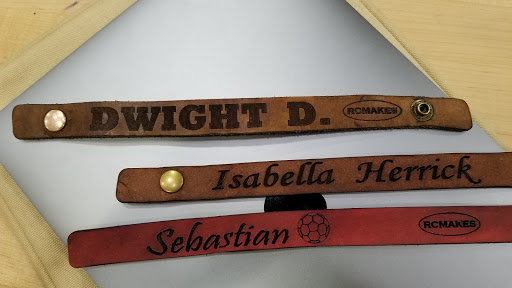 DWIGHT D. RCMAKES
Isabella Herrick
Sebastian RCMAKES